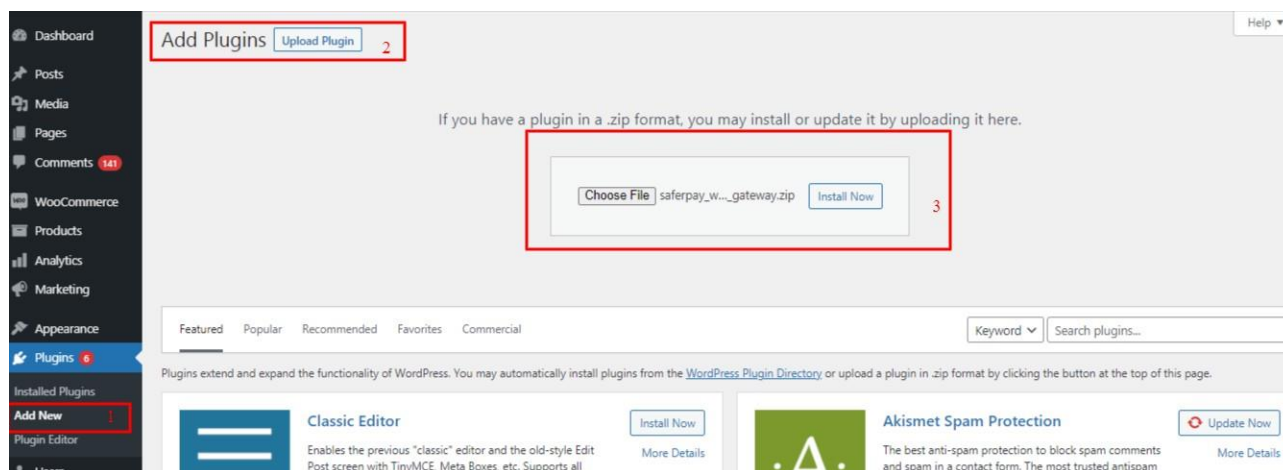 Dashboard
Posts
Media
Pages
Comments 141
WooCommerce
Products
Analytics
Marketing
Appearance
Plugins 6
Installed Plugins
Add New 1
Plugin Editor
Help
Add Plugins Upload Plugin 2
If you have a plugin in a .zip format, you may install or update it by uploading it here.
Choose File saferpay_w..._gateway.zip Install Now
3
Featured Popular Recommended Favorites Commercial
Keyword Search plugins...
Plugins extend and expand the functionality of WordPress. You may automatically install plugins from the WordPress Plugin Directory or upload a plugin in .zip format by clicking the button at the top of this page.
Classic Editor
Install Now
Enables the previous "classic" editor and the old-style Edit
Post screen with TinyMCE, Meta Boxes, etc. Supports all
More Details
Akismet Spam Protection
Update Now
The best anti-spam protection to block spam comments
and spam in a contact form. The most trusted antispam
More Details